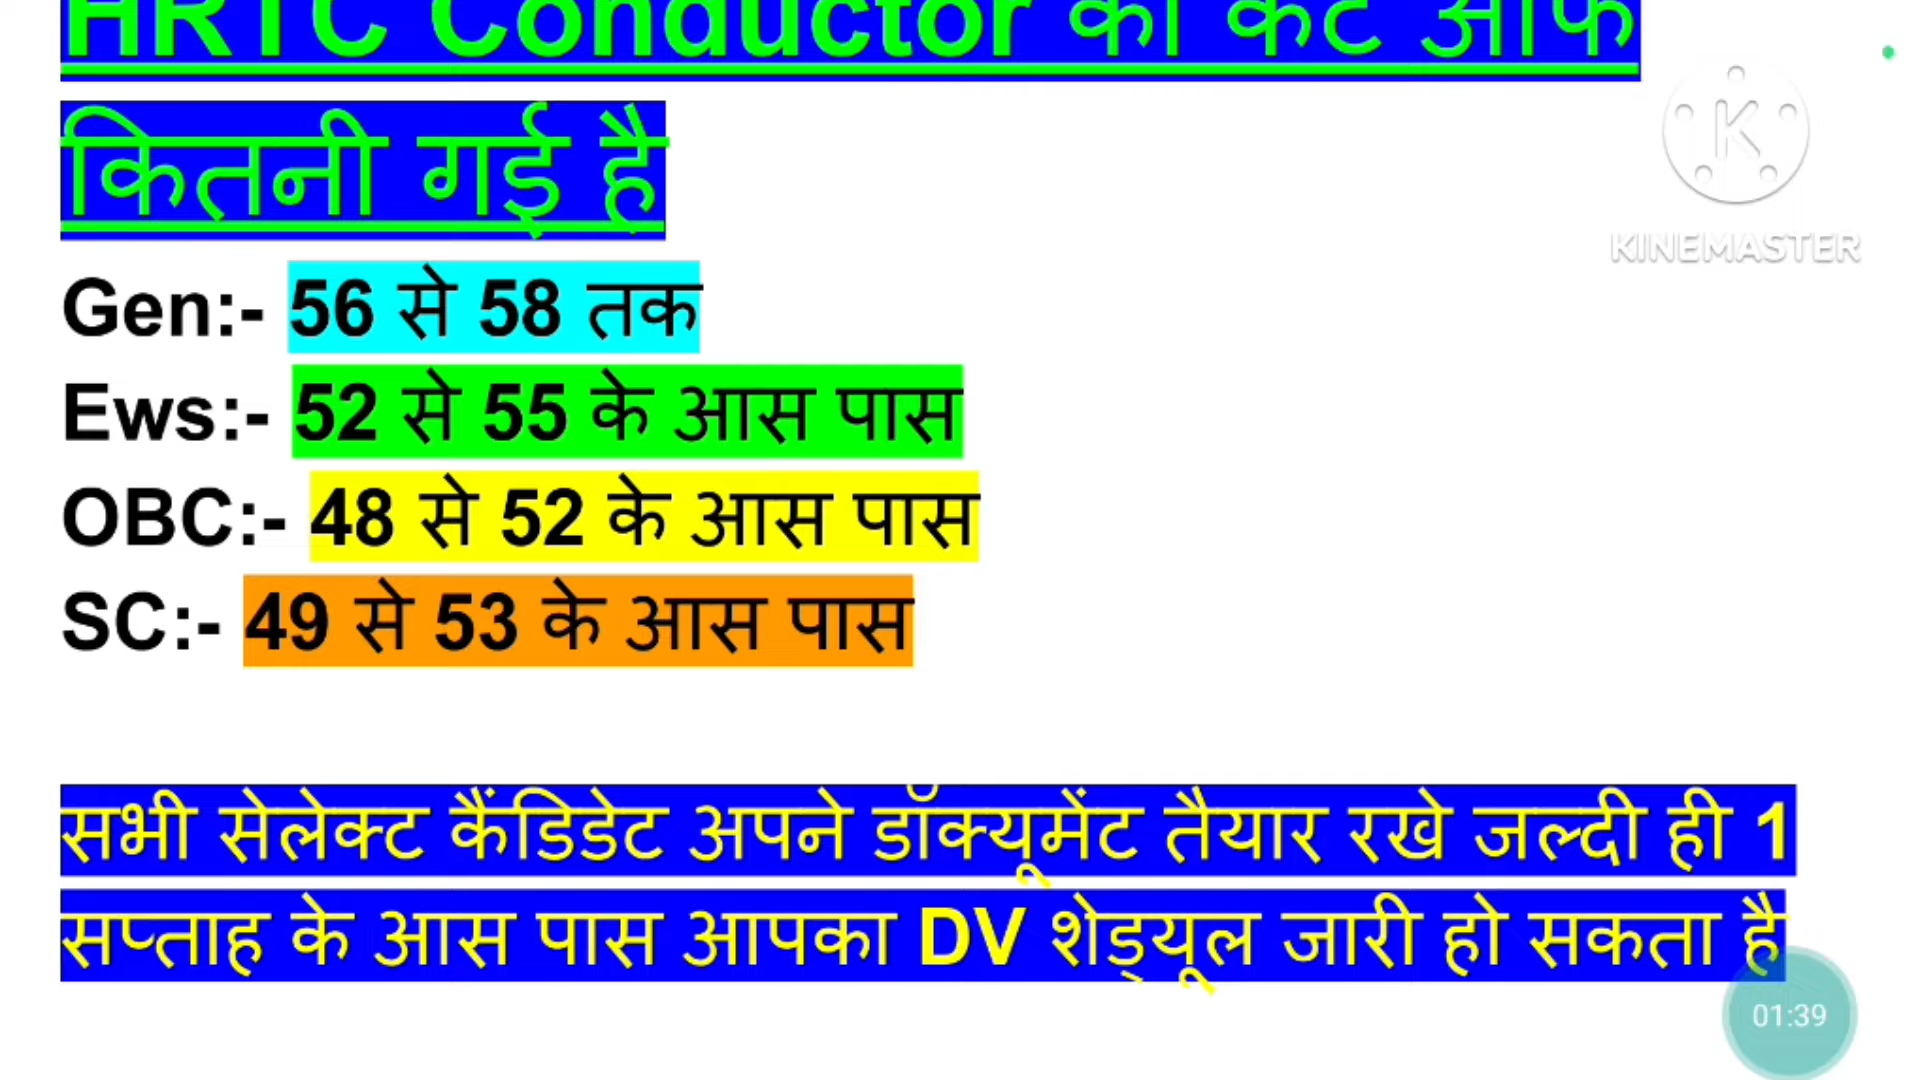 HRTC Conductor की कट ऑफ
कितनी गई है
KINEMASTER
Gen:- 56 से 58 तक
Ews:- 52 से 55 के आस पास
OBC:- 48 से 52 के आस पास
SC:- 49 से 53 के आस पास
सभी सेलेक्ट कैंडिडेट अपने डॉक्यूमेंट तैयार रखे जल्दी ही 1
सप्ताह के आस पास आपका DV शेड्यूल जारी हो सकता है
01:39